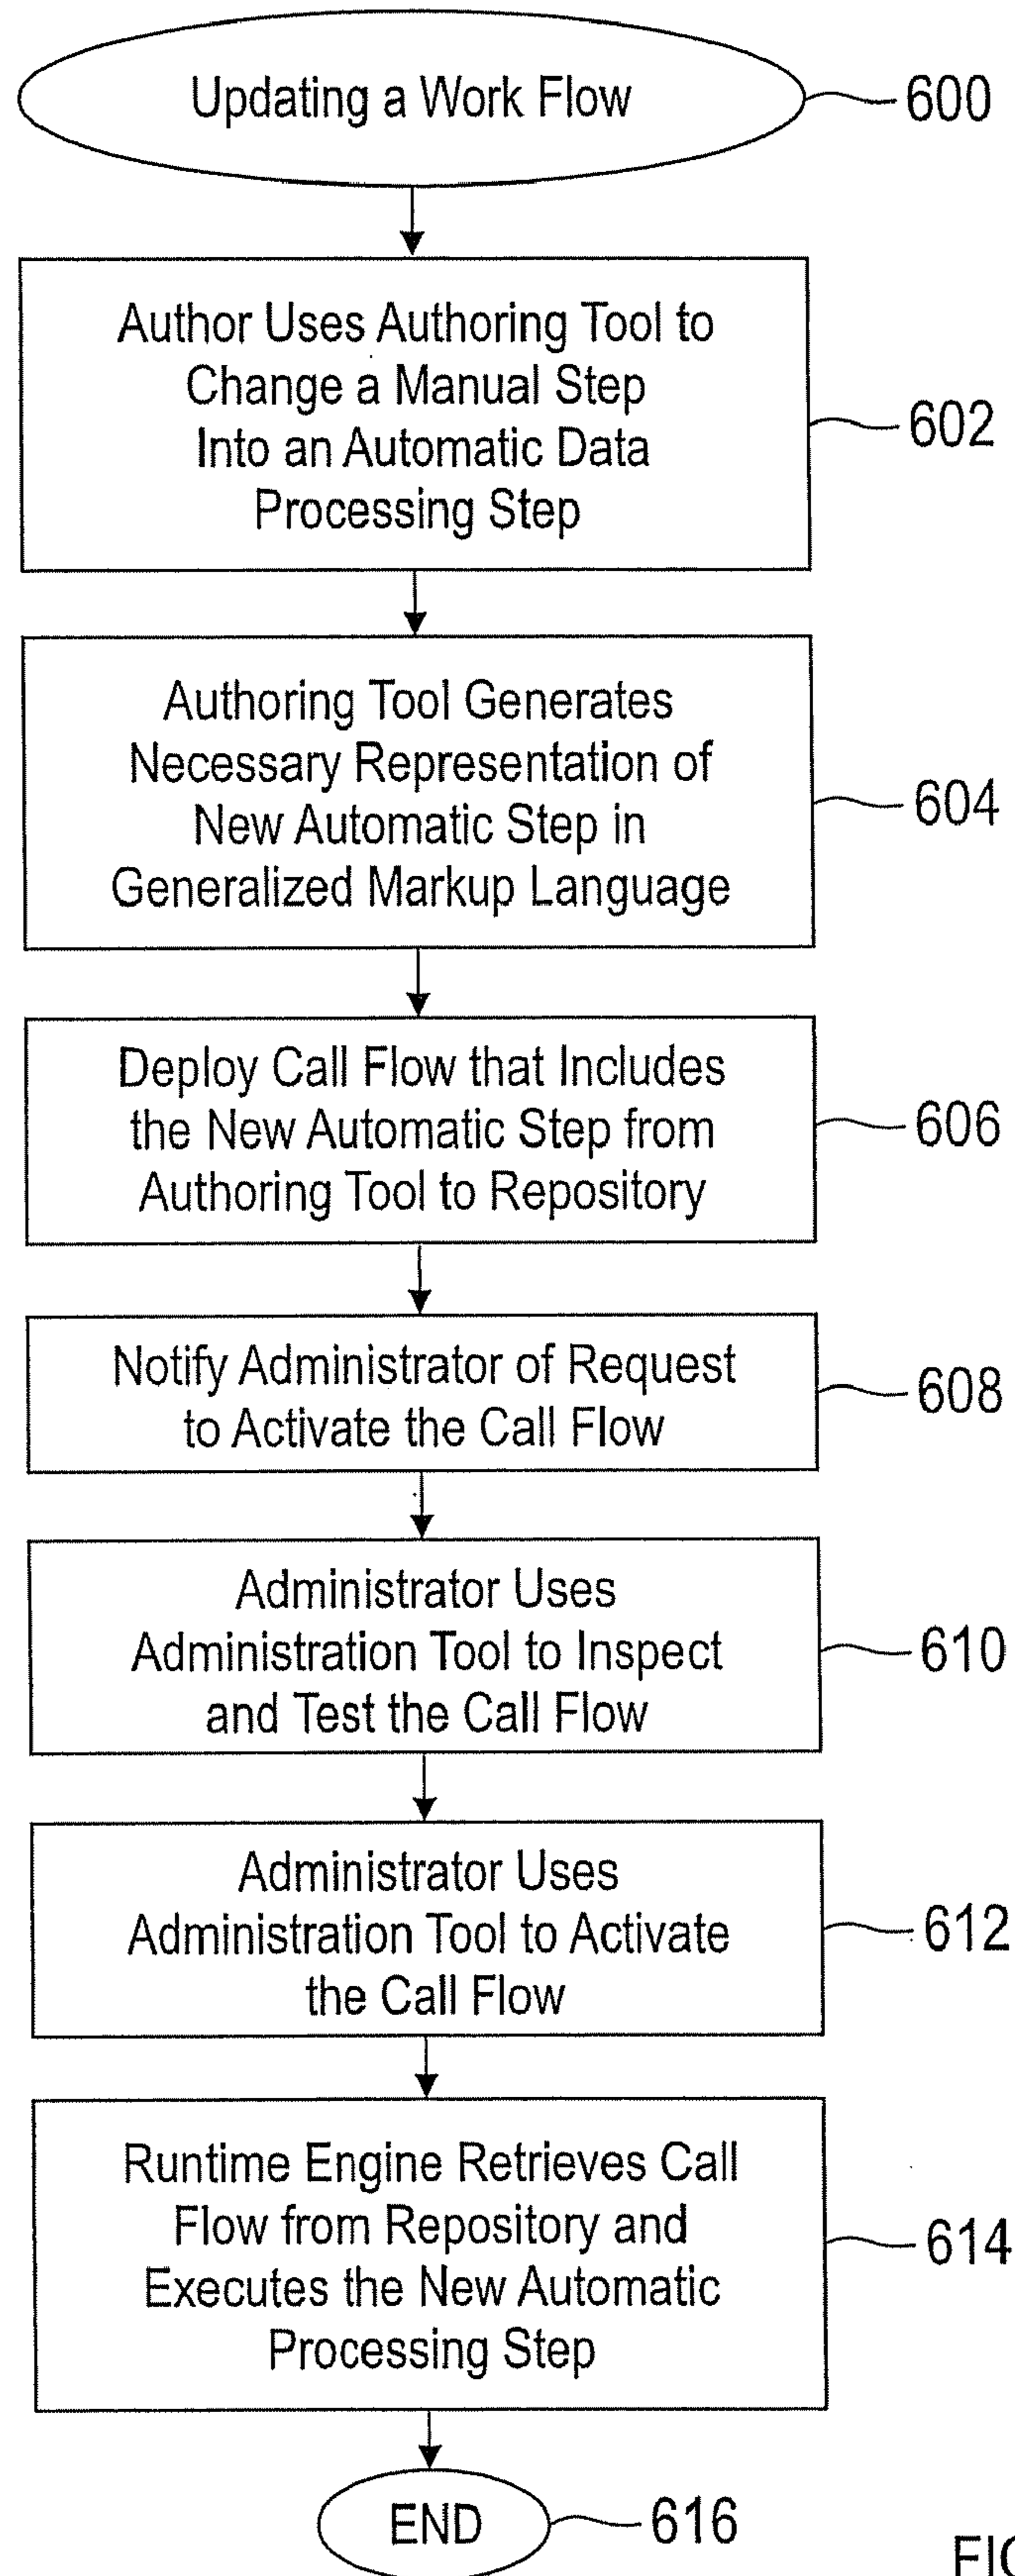 Updating a Work Flow
600
Author Uses Authoring Tool to
Change a Manual Step
Into an Automatic Data
Processing Step
602
Authoring Tool Generates
Necessary Representation of
New Automatic Step in
Generalized Markup Language
604
Deploy Call Flow that Includes
the New Automatic Step from
Authoring Tool to Repository
606
Notify Administrator of Request
to Activate the Call Flow
608
Administrator Uses
Administration Tool to Inspect
and Test the Call Flow
610
Administrator Uses
Administration Tool to Activate
the Call Flow
612
Runtime Engine Retrieves Call
Flow from Repository and
Executes the New Automatic
Processing Step
614
END
616